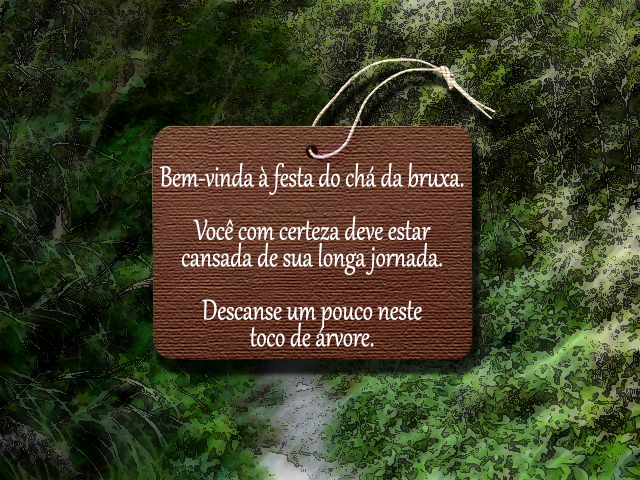 Bem-vinda à festa do chá da bruxa.
Você com certeza deve estar
cansada de sua longa jornada.
Descanse um pouco neste
toco de árvore.